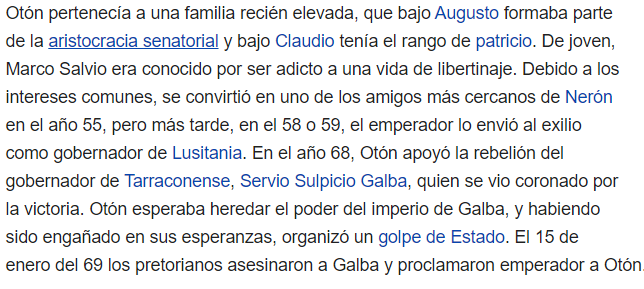 Otón pertenecía a una familia recién elevada, que bajo Augusto formaba parte
de la aristocracia senatorial y bajo Claudio tenía el rango de patricio. De joven,
Marco Salvio era conocido por ser adicto a una vida de libertinaje. Debido a los
intereses comunes, se convirtió en uno de los amigos más cercanos de Nerón
en el año 55, pero más tarde, en el 58 o 59, el emperador lo envió al exilio
como gobernador de Lusitania. En el año 68, Otón apoyó la rebelión del
gobernador de Tarraconense, Servio Sulpicio Galba, quien se vio coronado por
la victoria. Otón esperaba heredar el poder del imperio de Galba, y habiendo
sido engañado en sus esperanzas, organizó un golpe de Estado. El 15 de
enero del 69 los pretorianos asesinaron a Galba y proclamaron emperador a Otón.